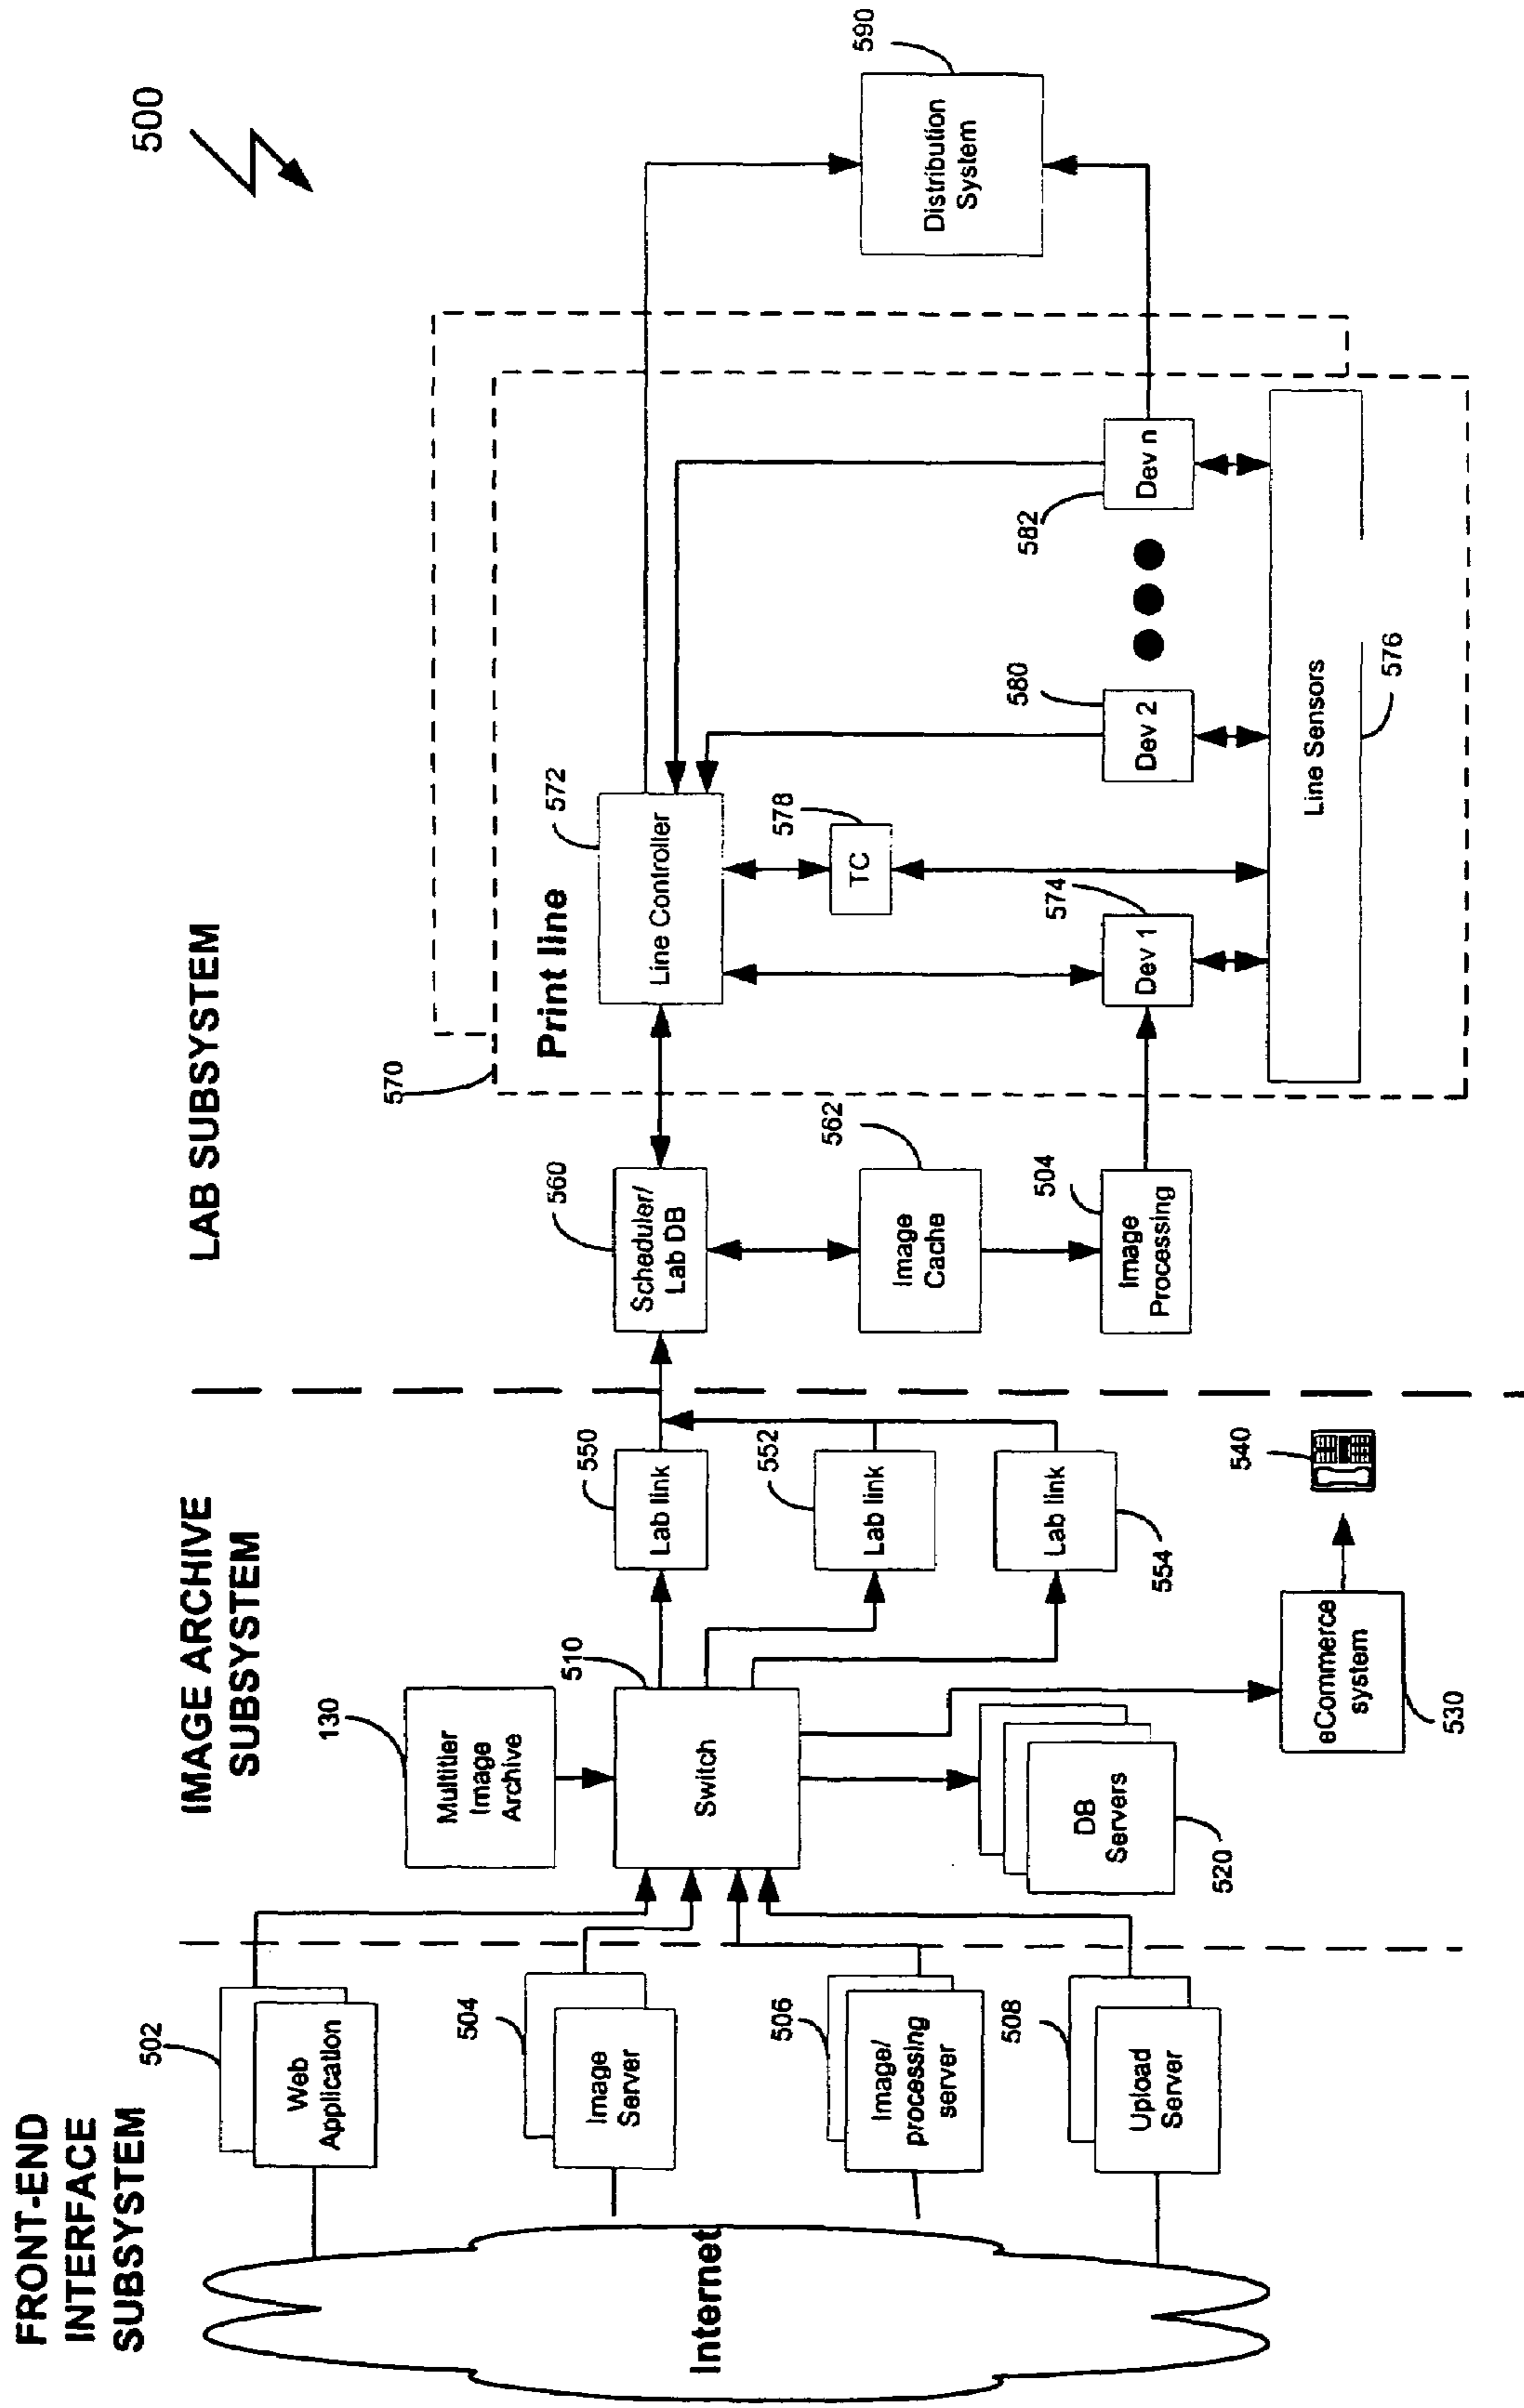 500
FRONT-END
INTERFACE
SUBSYSTEM
IMAGE ARCHIVE
SUBSYSTEM
LAB SUBSYSTEM
Internet
502
Web
Application
504
Image
Server
506
Image/
processing
server
508
Upload
Server
130
Multitier
Image
Archive
510
Switch
DB
Servers
520
eCommerce
system
530
540
550
Lab link
552
Lab link
Lab link
554
560
Scheduler/
Lab DB
562
Image
Cache
504
Image
Processing
570
Print line
572
Line Controller
578
TC
574
Dev 1
580
Dev 2
582
Dev n
Line Sensors
576
590
Distribution
System